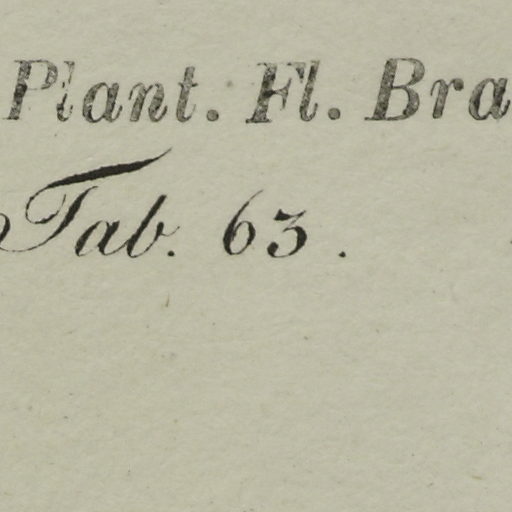 Plant. Fl. Bra
Tab. 63.